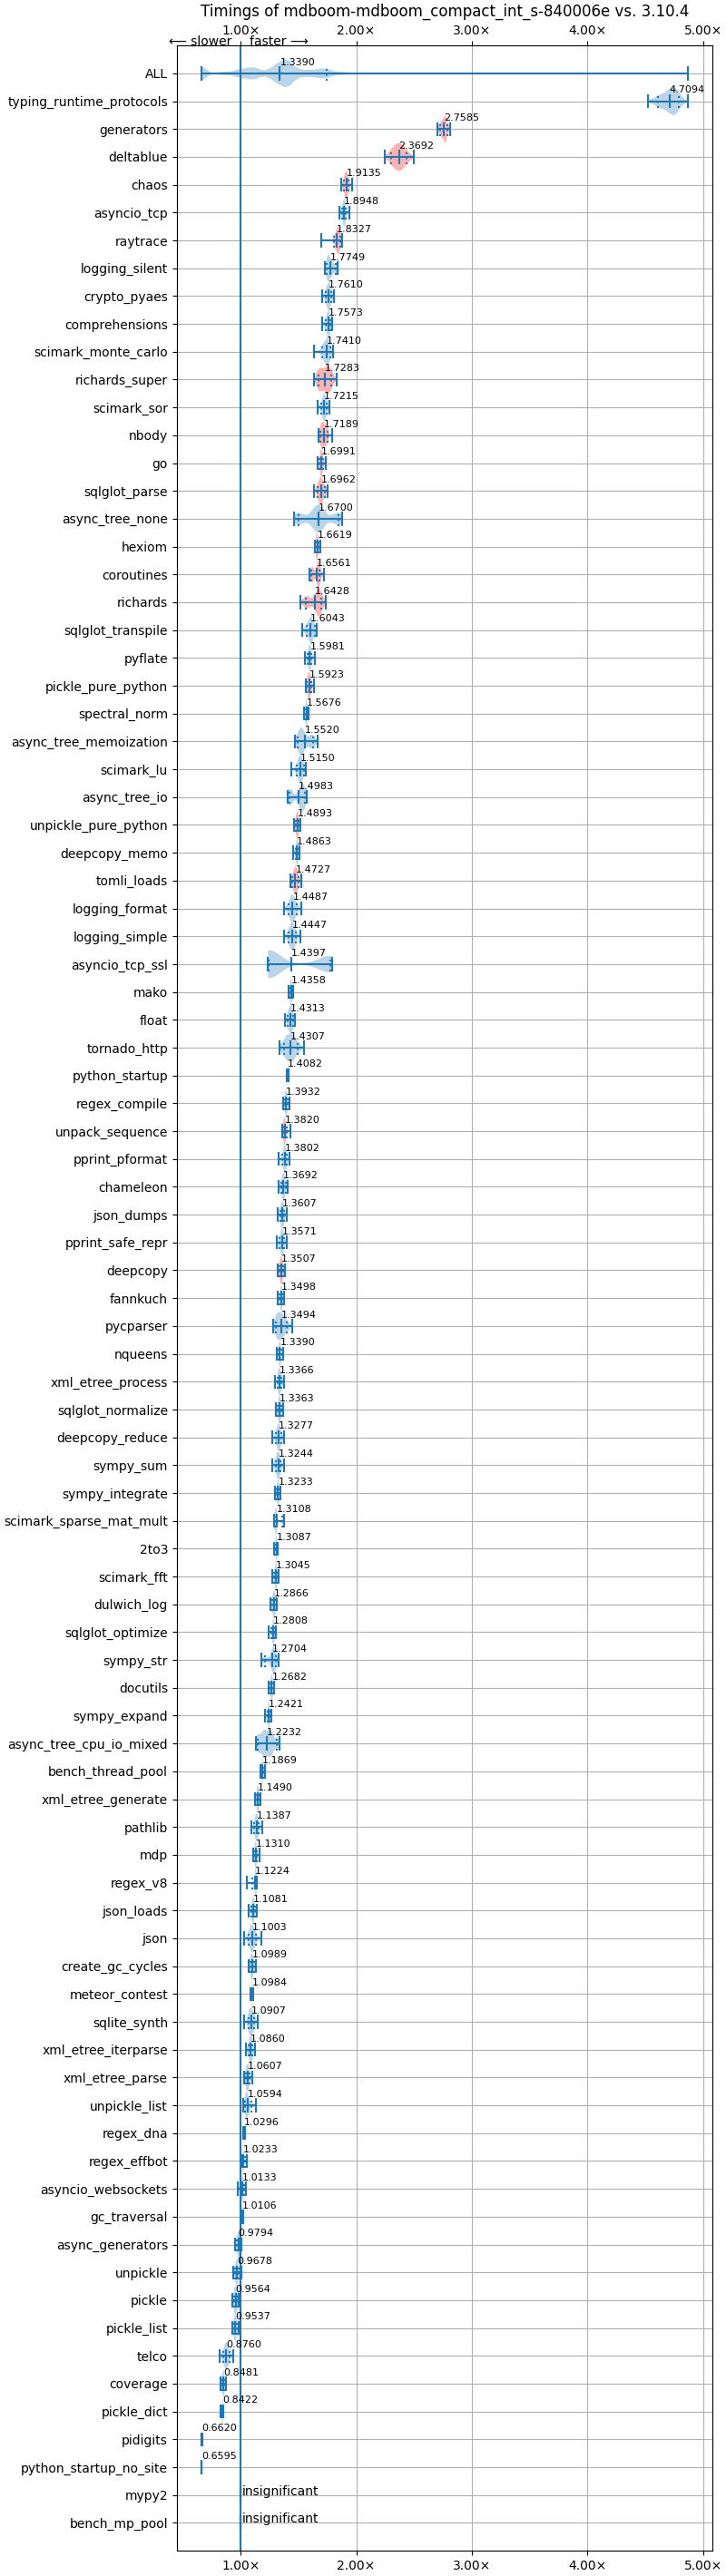 Timings of mdboom-mdboom_compact_int_s-840006e vs. 3.10.4
1.00× 2.00× 3.00× 4.00× 5.00×
⟵ slower faster ⟶
ALL 1.3390
typing_runtime_protocols 4.7094
generators 2.7585
deltablue 2.3692
chaos 1.9135
asyncio_tcp 1.8948
raytrace 1.8327
logging_silent 1.7749
crypto_pyaes 1.7610
comprehensions 1.7573
scimark_monte_carlo 1.7410
richards_super 1.7283
scimark_sor 1.7215
nbody 1.7189
go 1.6991
sqlglot_parse 1.6962
async_tree_none 1.6700
hexiom 1.6619
coroutines 1.6561
richards 1.6428
sqlglot_transpile 1.6043
pyflate 1.5981
pickle_pure_python 1.5923
spectral_norm 1.5676
async_tree_memoization 1.5520
scimark_lu 1.5150
async_tree_io 1.4983
unpickle_pure_python 1.4893
deepcopy_memo 1.4863
tomli_loads 1.4727
logging_format 1.4487
logging_simple 1.4447
asyncio_tcp_ssl 1.4397
mako 1.4358
float 1.4313
tornado_http 1.4307
python_startup 1.4082
regex_compile 1.3932
unpack_sequence 1.3820
pprint_pformat 1.3802
chameleon 1.3692
json_dumps 1.3607
pprint_safe_repr 1.3571
deepcopy 1.3507
fannkuch 1.3498
pycparser 1.3494
nqueens 1.3390
xml_etree_process 1.3366
sqlglot_normalize 1.3363
deepcopy_reduce 1.3277
sympy_sum 1.3244
sympy_integrate 1.3233
scimark_sparse_mat_mult 1.3108
2to3 1.3087
scimark_fft 1.3045
dulwich_log 1.2866
sqlglot_optimize 1.2808
sympy_str 1.2704
docutils 1.2682
sympy_expand 1.2421
async_tree_cpu_io_mixed 1.2232
bench_thread_pool 1.1869
xml_etree_generate 1.1490
pathlib 1.1387
mdp 1.1310
regex_v8 1.1224
json_loads 1.1081
json 1.1003
create_gc_cycles 1.0989
meteor_contest 1.0984
sqlite_synth 1.0907
xml_etree_iterparse 1.0860
xml_etree_parse 1.0607
unpickle_list 1.0594
regex_dna 1.0296
regex_effbot 1.0233
asyncio_websockets 1.0133
gc_traversal 1.0106
async_generators 0.9794
unpickle 0.9678
pickle 0.9564
pickle_list 0.9537
telco 0.8760
coverage 0.8481
pickle_dict 0.8422
pidigits 0.6620
python_startup_no_site 0.6595
mypy2 insignificant
bench_mp_pool insignificant
1.00× 2.00× 3.00× 4.00× 5.00×